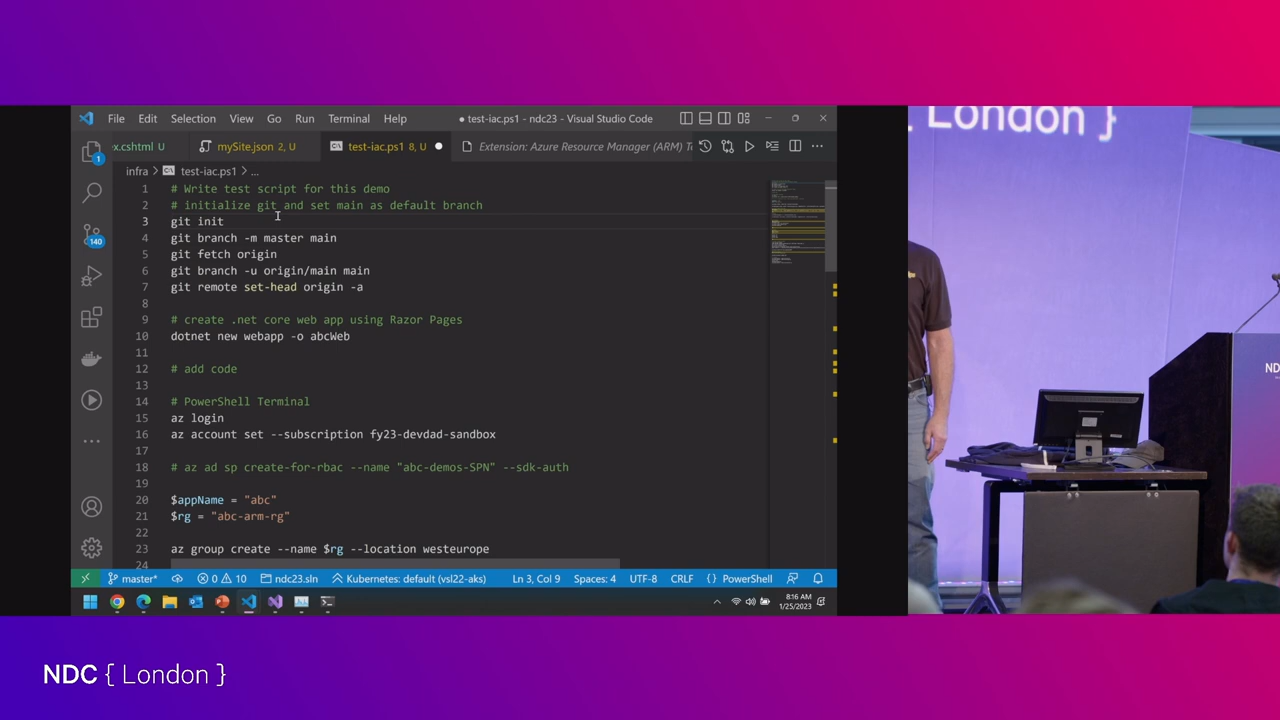 File Edit Selection View Go Run Terminal Help
● test-iac.ps1 - ndc23 - Visual Studio Code
x.cshtml U
mySite.json 2, U
test-iac.ps1 8, U
Extension: Azure Resource Manager (ARM) T
infra > test-iac.ps1 > ...
1 # Write test script for this demo
2 # initialize git and set main as default branch
3 git init
4 git branch -m master main
5 git fetch origin
6 git branch -u origin/main main
7 git remote set-head origin -a
8
9 # create .net core web app using Razor Pages
10 dotnet new webapp -o abcWeb
11
12 # add code
13
14 # PowerShell Terminal
15 az login
16 az account set --subscription fy23-devdad-sandbox
17
18 # az ad sp create-for-rbac --name "abc-demos-SPN" --sdk-auth
19
20 $appName = "abc"
21 $rg = "abc-arm-rg"
22
23 az group create --name $rg --location westeurope
24
1
140
master* 0 10 ndc23.sln Kubernetes: default (vsl22-aks) Ln 3, Col 9 Spaces: 4 UTF-8 CRLF {} PowerShell
8:16 AM
1/25/2023
{ London }
ND
NDC { London }